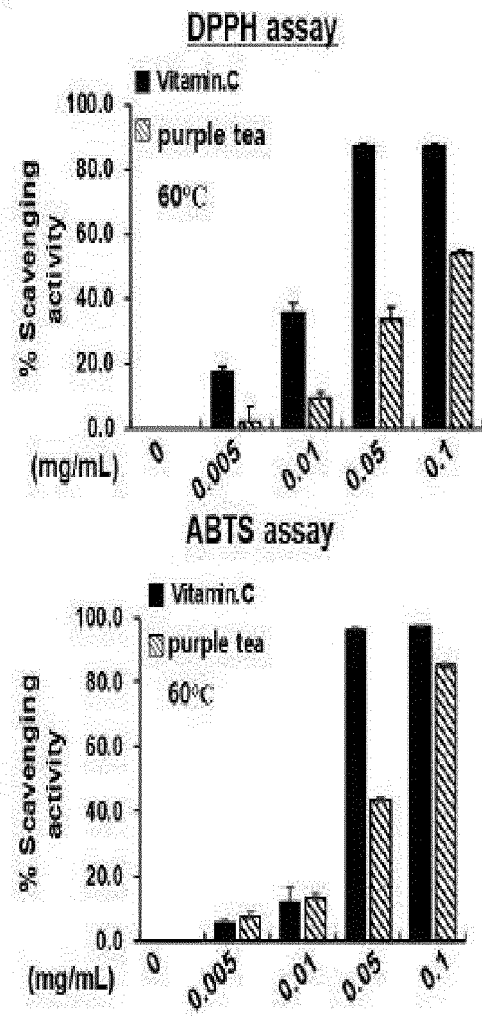 DPPH assay
Vitamin.C
purple tea
60°C
% Scavenging
activity
100.0
80.0
60.0
40.0
20.0
0.0
(mg/mL)
0
0.005
0.01
0.05
0.1
ABTS assay
Vitamin.C
purple tea
60°C
% Scavenging
activity
100.0
80.0
60.0
40.0
20.0
0.0
(mg/mL)
0
0.005
0.01
0.05
0.1